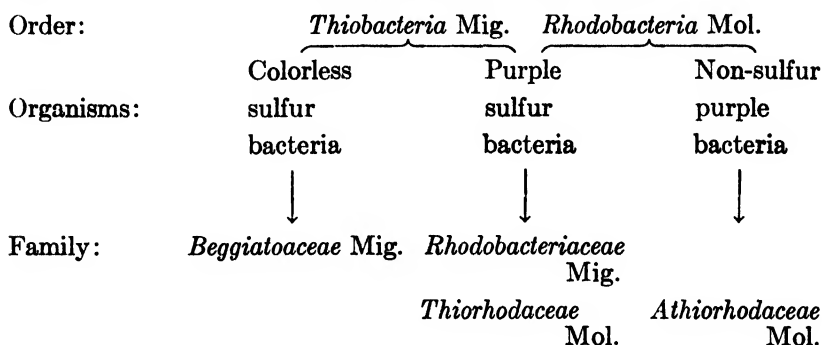 Order: Thiobacteria Mig. Rhodobacteria Mol.
Colorless Purple Non-sulfur
Organisms: sulfur sulfur purple
bacteria bacteria bacteria
Family: Beggiatoaceae Mig. Rhodobacteriaceae
Mig.
Thiorhodaceae Athiorhodaceae
Mol. Mol.